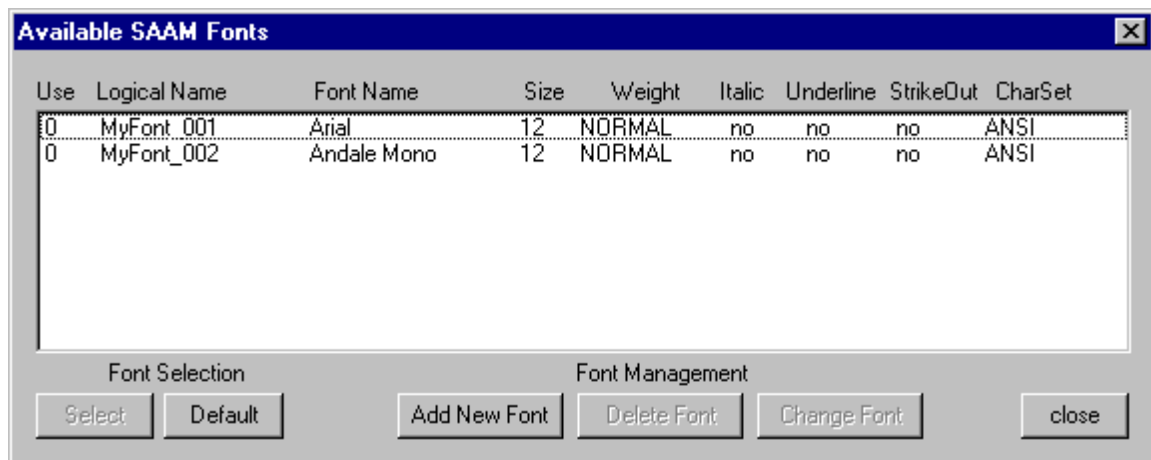 Available SAAM Fonts
Use Logical Name Font Name Size Weight Italic Underline StrikeOut CharSet
0 MyFont_001 Arial 12 NORMAL no no no ANSI
0 MyFont_002 Andale Mono 12 NORMAL no no no ANSI
Font Selection Font Management
Select Default Add New Font Delete Font Change Font close